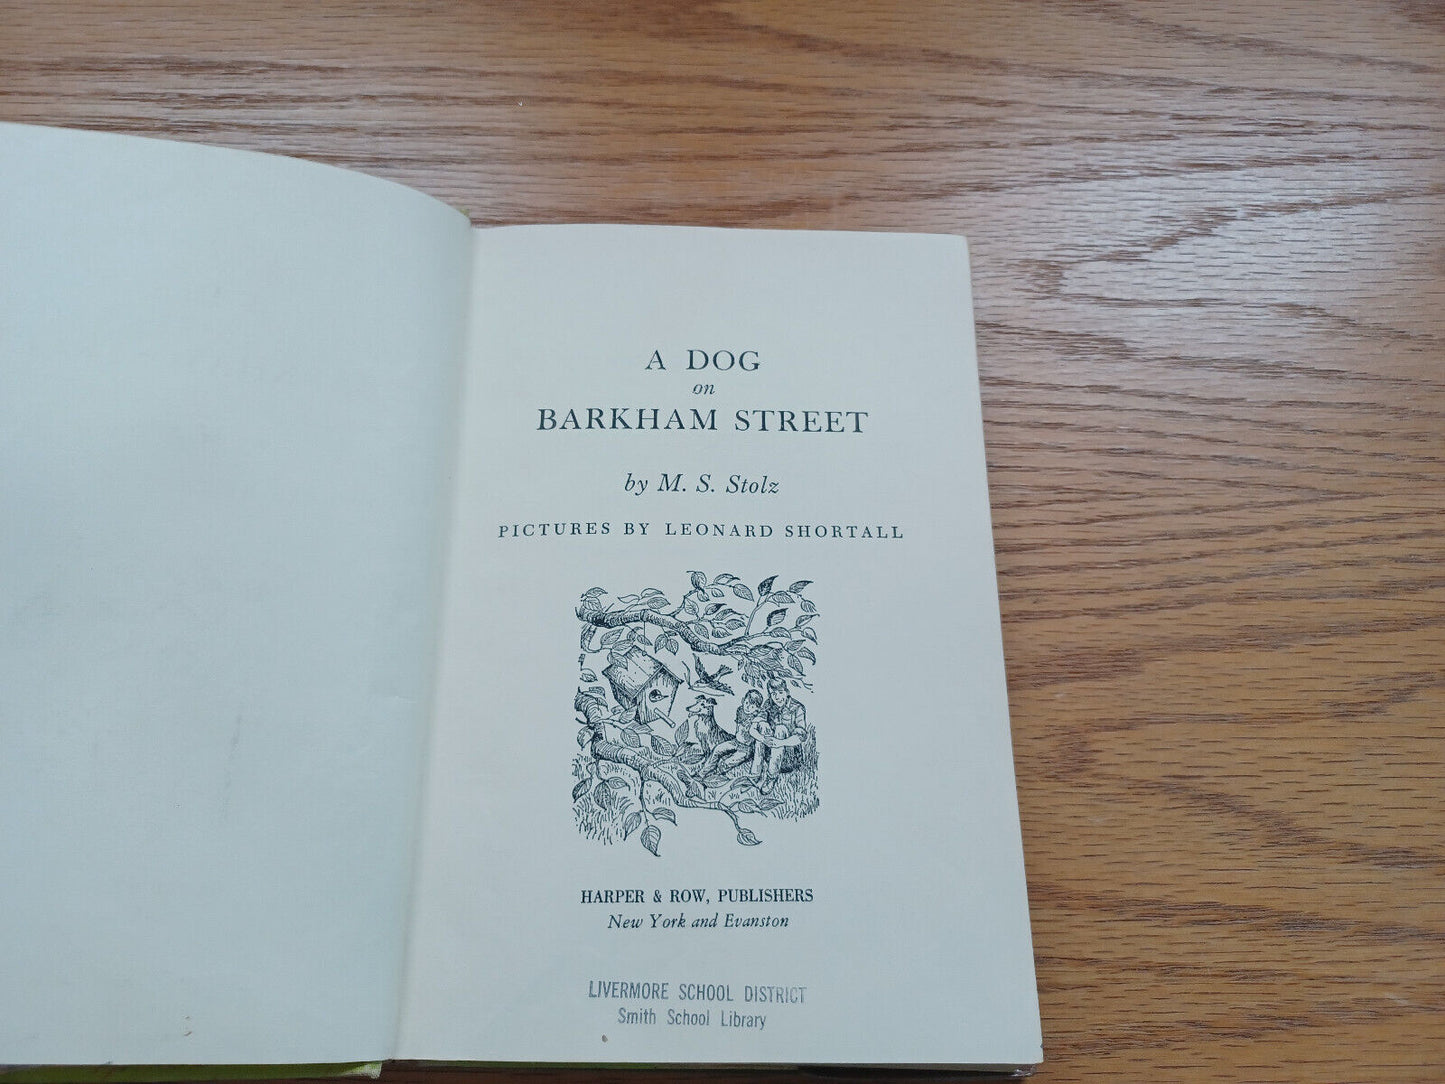 A DOG
on
BARKHAM STREET
by M. S. Stolz
PICTURES BY LEONARD SHORTALL
HARPER & ROW, PUBLISHERS
New York and Evanston
LIVERMORE SCHOOL DISTRICT
Smith School Library